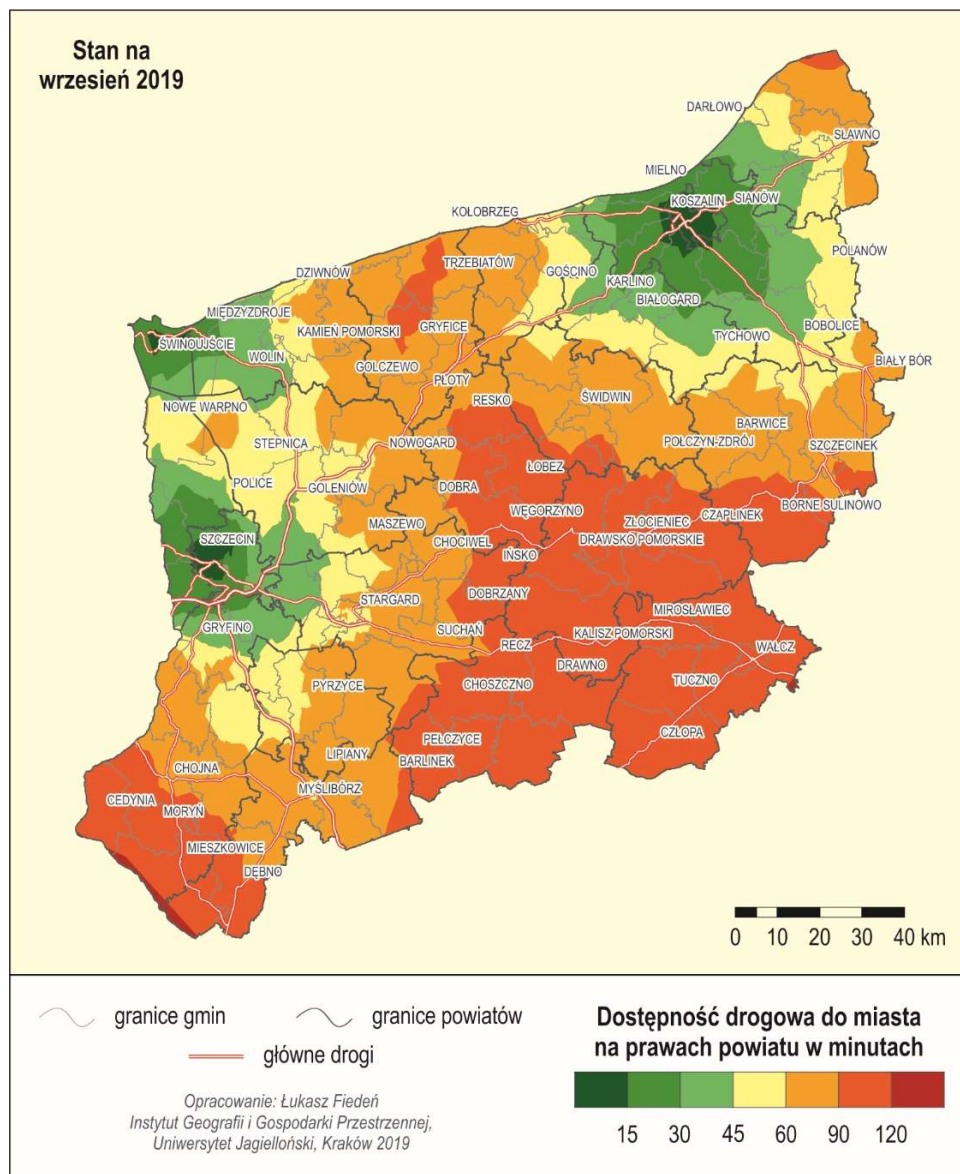 Stan na
wrzesień 2019
DARŁOWO
SŁAWNO
MIELNO
KOSZALIN
SIANÓW
KOŁOBRZEG
POLANÓW
TRZEBIATÓW
GOŚCINO
DZIWNÓW
KARLINO
BIAŁOGARD
MIĘDZYZDROJE
KAMIEŃ POMORSKI
GRYFICE
BOBOLICE
TYCHOWO
ŚWINOUJŚCIE
WOLIN
GOLCZEWO
BIAŁY BÓR
PŁOTY
RESKO
ŚWIDWIN
NOWE WARPNO
BARWICE
STEPNICA
NOWOGARD
POŁCZYN-ZDRÓJ
SZCZECINEK
ŁOBEZ
POLICE
GOLENIÓW
DOBRA
BORNE SULINOWO
WĘGORZYNO
CZAPLINEK
MASZEWO
ZŁOCIENIEC
SZCZECIN
CHOCIWEL
DRAWSKO POMORSKIE
IŃSKO
STARGARD
DOBRZANY
MIROSŁAWIEC
GRYFINO
SUCHAŃ
KALISZ POMORSKI
RECZ
WAŁCZ
DRAWNO
TUCZNO
PYRZYCE
CHOSZCZNO
CZŁOPA
PEŁCZYCE
LIPIANY
BARLINEK
CHOJNA
MYŚLIBÓRZ
CEDYNIA
MORYŃ
MIESZKOWICE
DĘBNO
0 10 20 30 40 km
granice gmin
granice powiatów
główne drogi
Opracowanie: Łukasz Fiedeń
Instytut Geografii i Gospodarki Przestrzennej,
Uniwersytet Jagielloński, Kraków 2019
Dostępność drogowa do miasta
na prawach powiatu w minutach
15 30 45 60 90 120